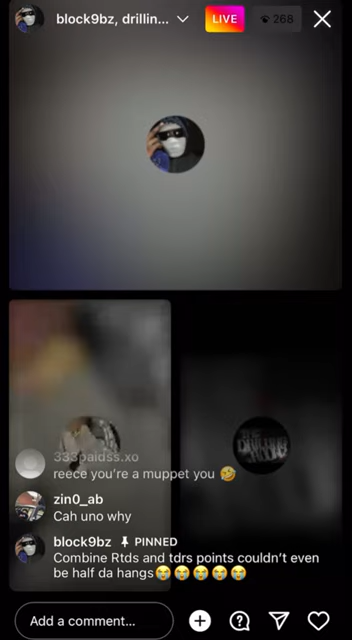 block9bz, drillin...
LIVE
268
333paidss.xo
reece you're a muppet you 🤣
zin0_ab
Cah uno why
block9bz PINNED
Combine Rtds and tdrs points couldn't even
be half da hangs😭😭😭😭😭
Add a comment...